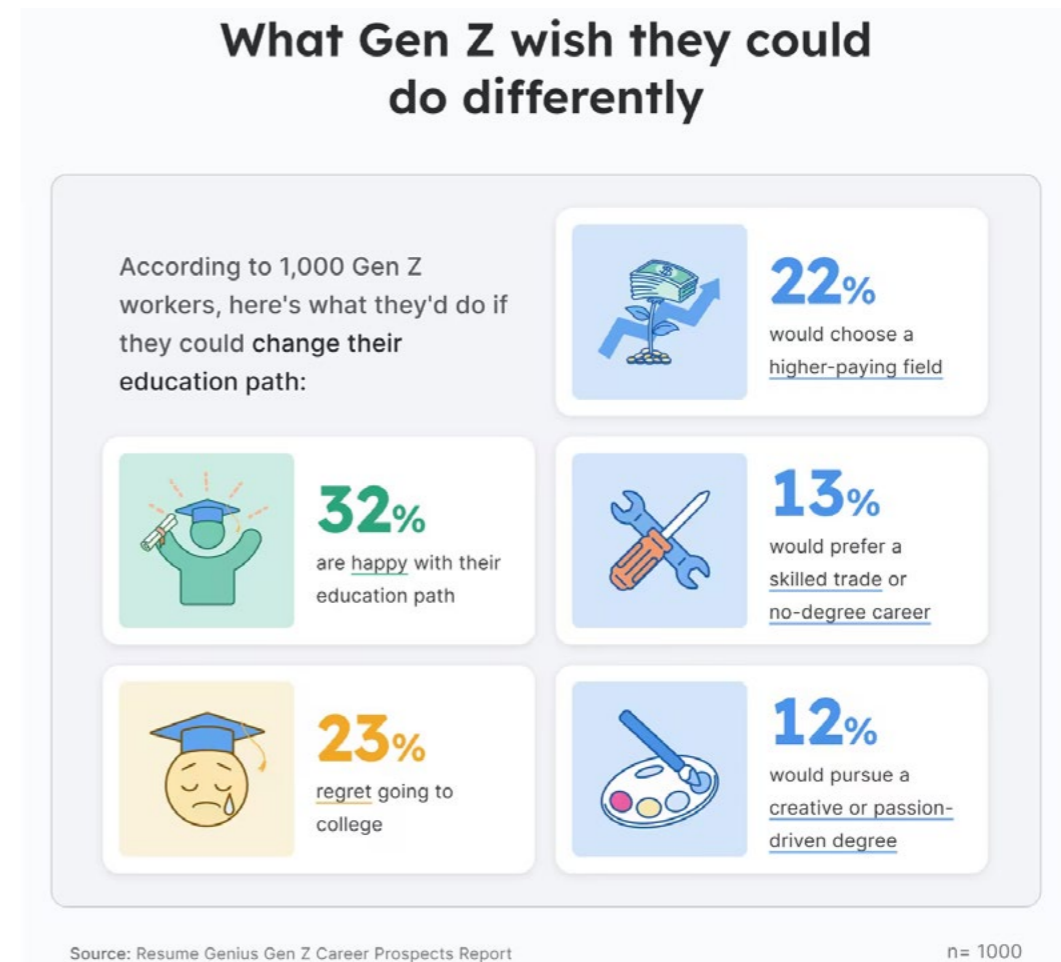 What Gen Z wish they could
do differently
According to 1,000 Gen Z
workers, here's what they'd do if
they could change their
education path:
22%
would choose a
higher-paying field
32%
are happy with their
education path
13%
would prefer a
skilled trade or
no-degree career
23%
regret going to
college
12%
would pursue a
creative or passion-
driven degree
Source: Resume Genius Gen Z Career Prospects Report
n= 1000